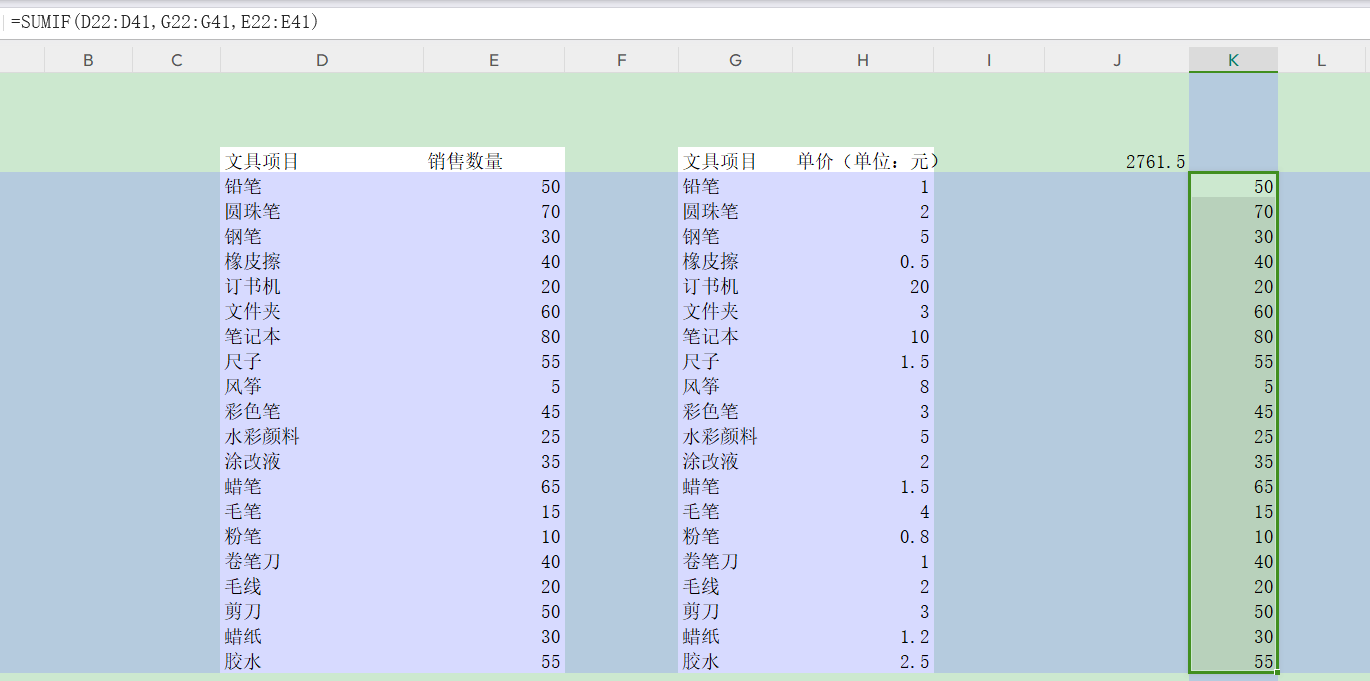 =SUMIF(D22:D41,G22:G41,E22:E41)
B C D E F G H I J K L
文具项目 销售数量 文具项目 单价（单位：元） 2761.5
铅笔 50 铅笔 1 50
圆珠笔 70 圆珠笔 2 70
钢笔 30 钢笔 5 30
橡皮擦 40 橡皮擦 0.5 40
订书机 20 订书机 20 20
文件夹 60 文件夹 3 60
笔记本 80 笔记本 10 80
尺子 55 尺子 1.5 55
风筝 5 风筝 8 5
彩色笔 45 彩色笔 3 45
水彩颜料 25 水彩颜料 5 25
涂改液 35 涂改液 2 35
蜡笔 65 蜡笔 1.5 65
毛笔 15 毛笔 4 15
粉笔 10 粉笔 0.8 10
卷笔刀 40 卷笔刀 1 40
毛线 20 毛线 2 20
剪刀 50 剪刀 3 50
蜡纸 30 蜡纸 1.2 30
胶水 55 胶水 2.5 55